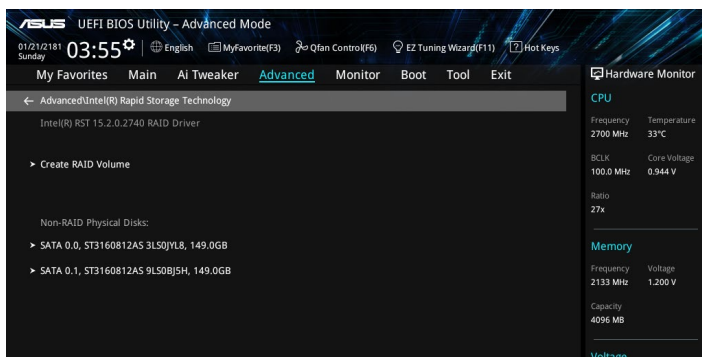 ASUS UEFI BIOS Utility – Advanced Mode
01/21/2181 Sunday 03:55 English MyFavorite(F3) Qfan Control(F6) EZ Tuning Wizard(F11) ? Hot Keys
My Favorites Main Ai Tweaker Advanced Monitor Boot Tool Exit
Hardware Monitor
← Advanced\Intel(R) Rapid Storage Technology
Intel(R) RST 15.2.0.2740 RAID Driver
> Create RAID Volume
Non-RAID Physical Disks:
> SATA 0.0, ST3160812AS 3LS0JYL8, 149.0GB
> SATA 0.1, ST3160812AS 9LS0BJ5H, 149.0GB
CPU
Frequency Temperature
2700 MHz 33°C
BCLK Core Voltage
100.0 MHz 0.944 V
Ratio
27x
Memory
Frequency Voltage
2133 MHz 1.200 V
Capacity
4096 MB
Voltage